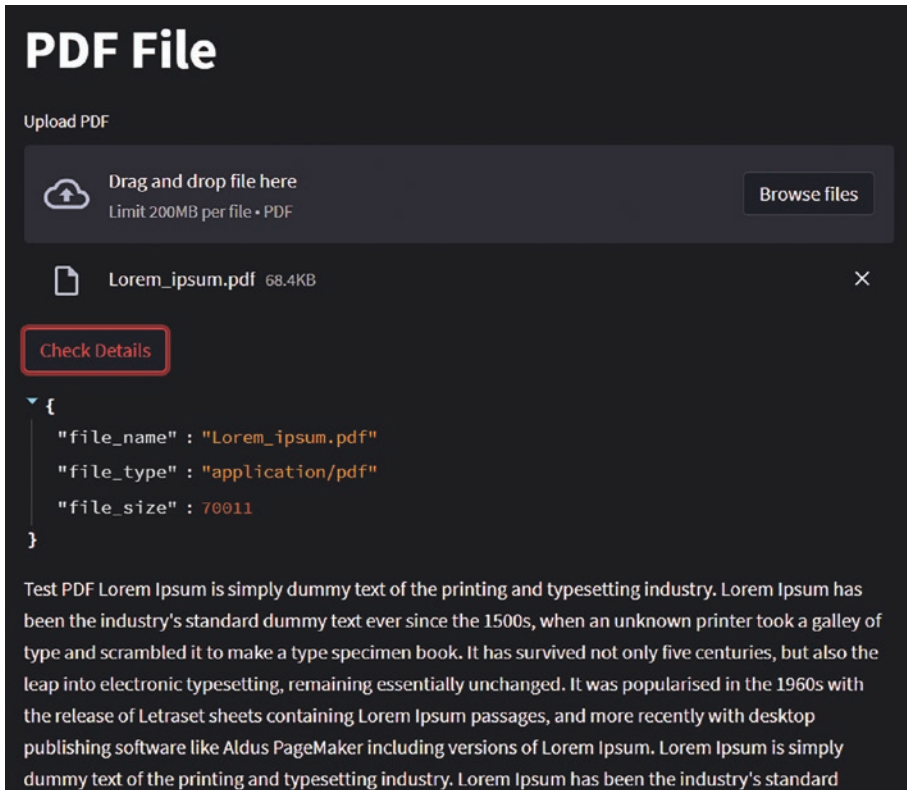 PDF File
Upload PDF
Drag and drop file here
Limit 200MB per file • PDF
Browse files
Lorem_ipsum.pdf 68.4KB
Check Details
{
"file_name" : "Lorem_ipsum.pdf"
"file_type" : "application/pdf"
"file_size" : 70011
}
Test PDF Lorem Ipsum is simply dummy text of the printing and typesetting industry. Lorem Ipsum has
been the industry's standard dummy text ever since the 1500s, when an unknown printer took a galley of
type and scrambled it to make a type specimen book. It has survived not only five centuries, but also the
leap into electronic typesetting, remaining essentially unchanged. It was popularised in the 1960s with
the release of Letraset sheets containing Lorem Ipsum passages, and more recently with desktop
publishing software like Aldus PageMaker including versions of Lorem Ipsum. Lorem Ipsum is simply
dummy text of the printing and typesetting industry. Lorem Ipsum has been the industry's standard